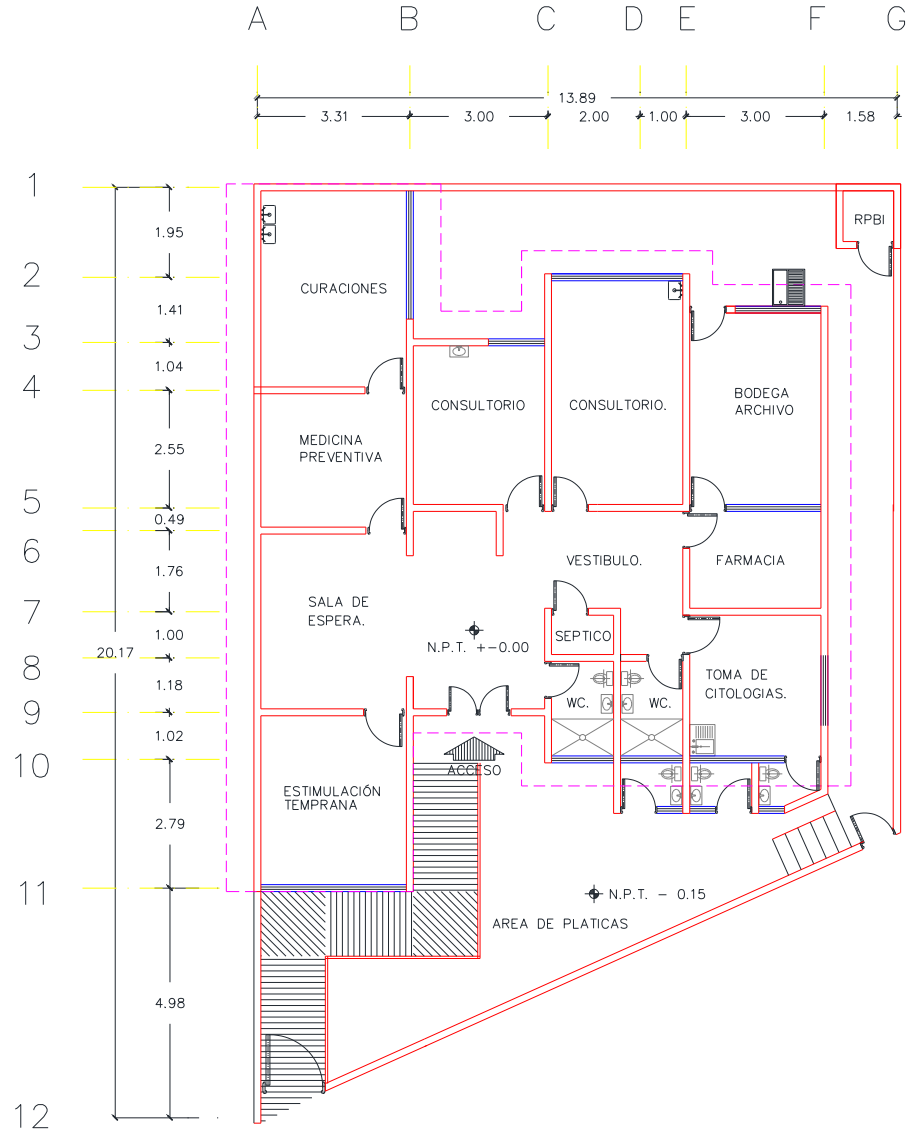 A B C D E F G
13.89
3.31 3.00 2.00 1.00 3.00 1.58
1
1.95
RPBI
2
CURACIONES
1.41
3
1.04
4
BODEGA
ARCHIVO
CONSULTORIO
CONSULTORIO.
MEDICINA
PREVENTIVA
2.55
5
0.49
6
VESTIBULO.
FARMACIA
1.76
SALA DE
ESPERA.
7
1.00
SEPTICO
N.P.T. +-0.00
20.17
8
TOMA DE
CITOLOGIAS.
1.18
WC.
WC.
9
1.02
10
ACCESO
ESTIMULACIÓN
TEMPRANA
2.79
11
N.P.T. - 0.15
AREA DE PLATICAS
4.98
12